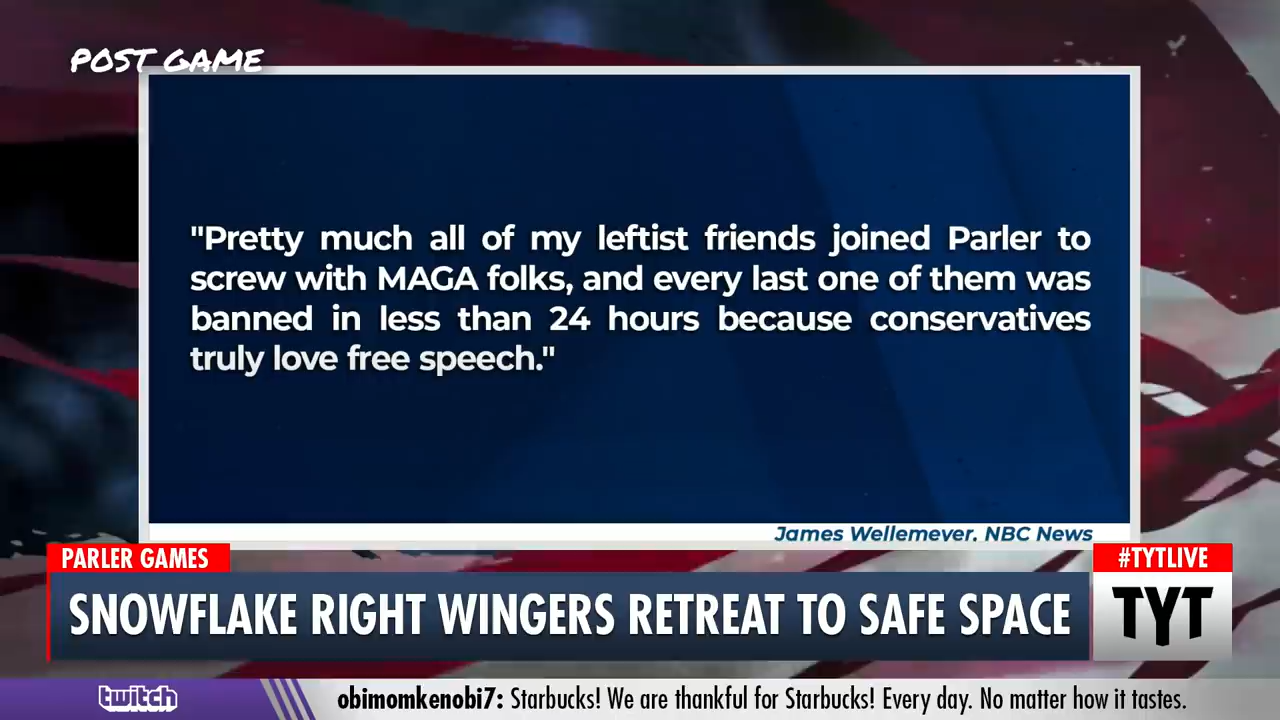 POST GAME
"Pretty much all of my leftist friends joined Parler to
screw with MAGA folks, and every last one of them was
banned in less than 24 hours because conservatives
truly love free speech."
James Wellemeyer, NBC News
PARLER GAMES
#TYTLIVE
SNOWFLAKE RIGHT WINGERS RETREAT TO SAFE SPACE
TYT
twitch
obimomkenobi7: Starbucks! We are thankful for Starbucks! Every day. No matter how it tastes.